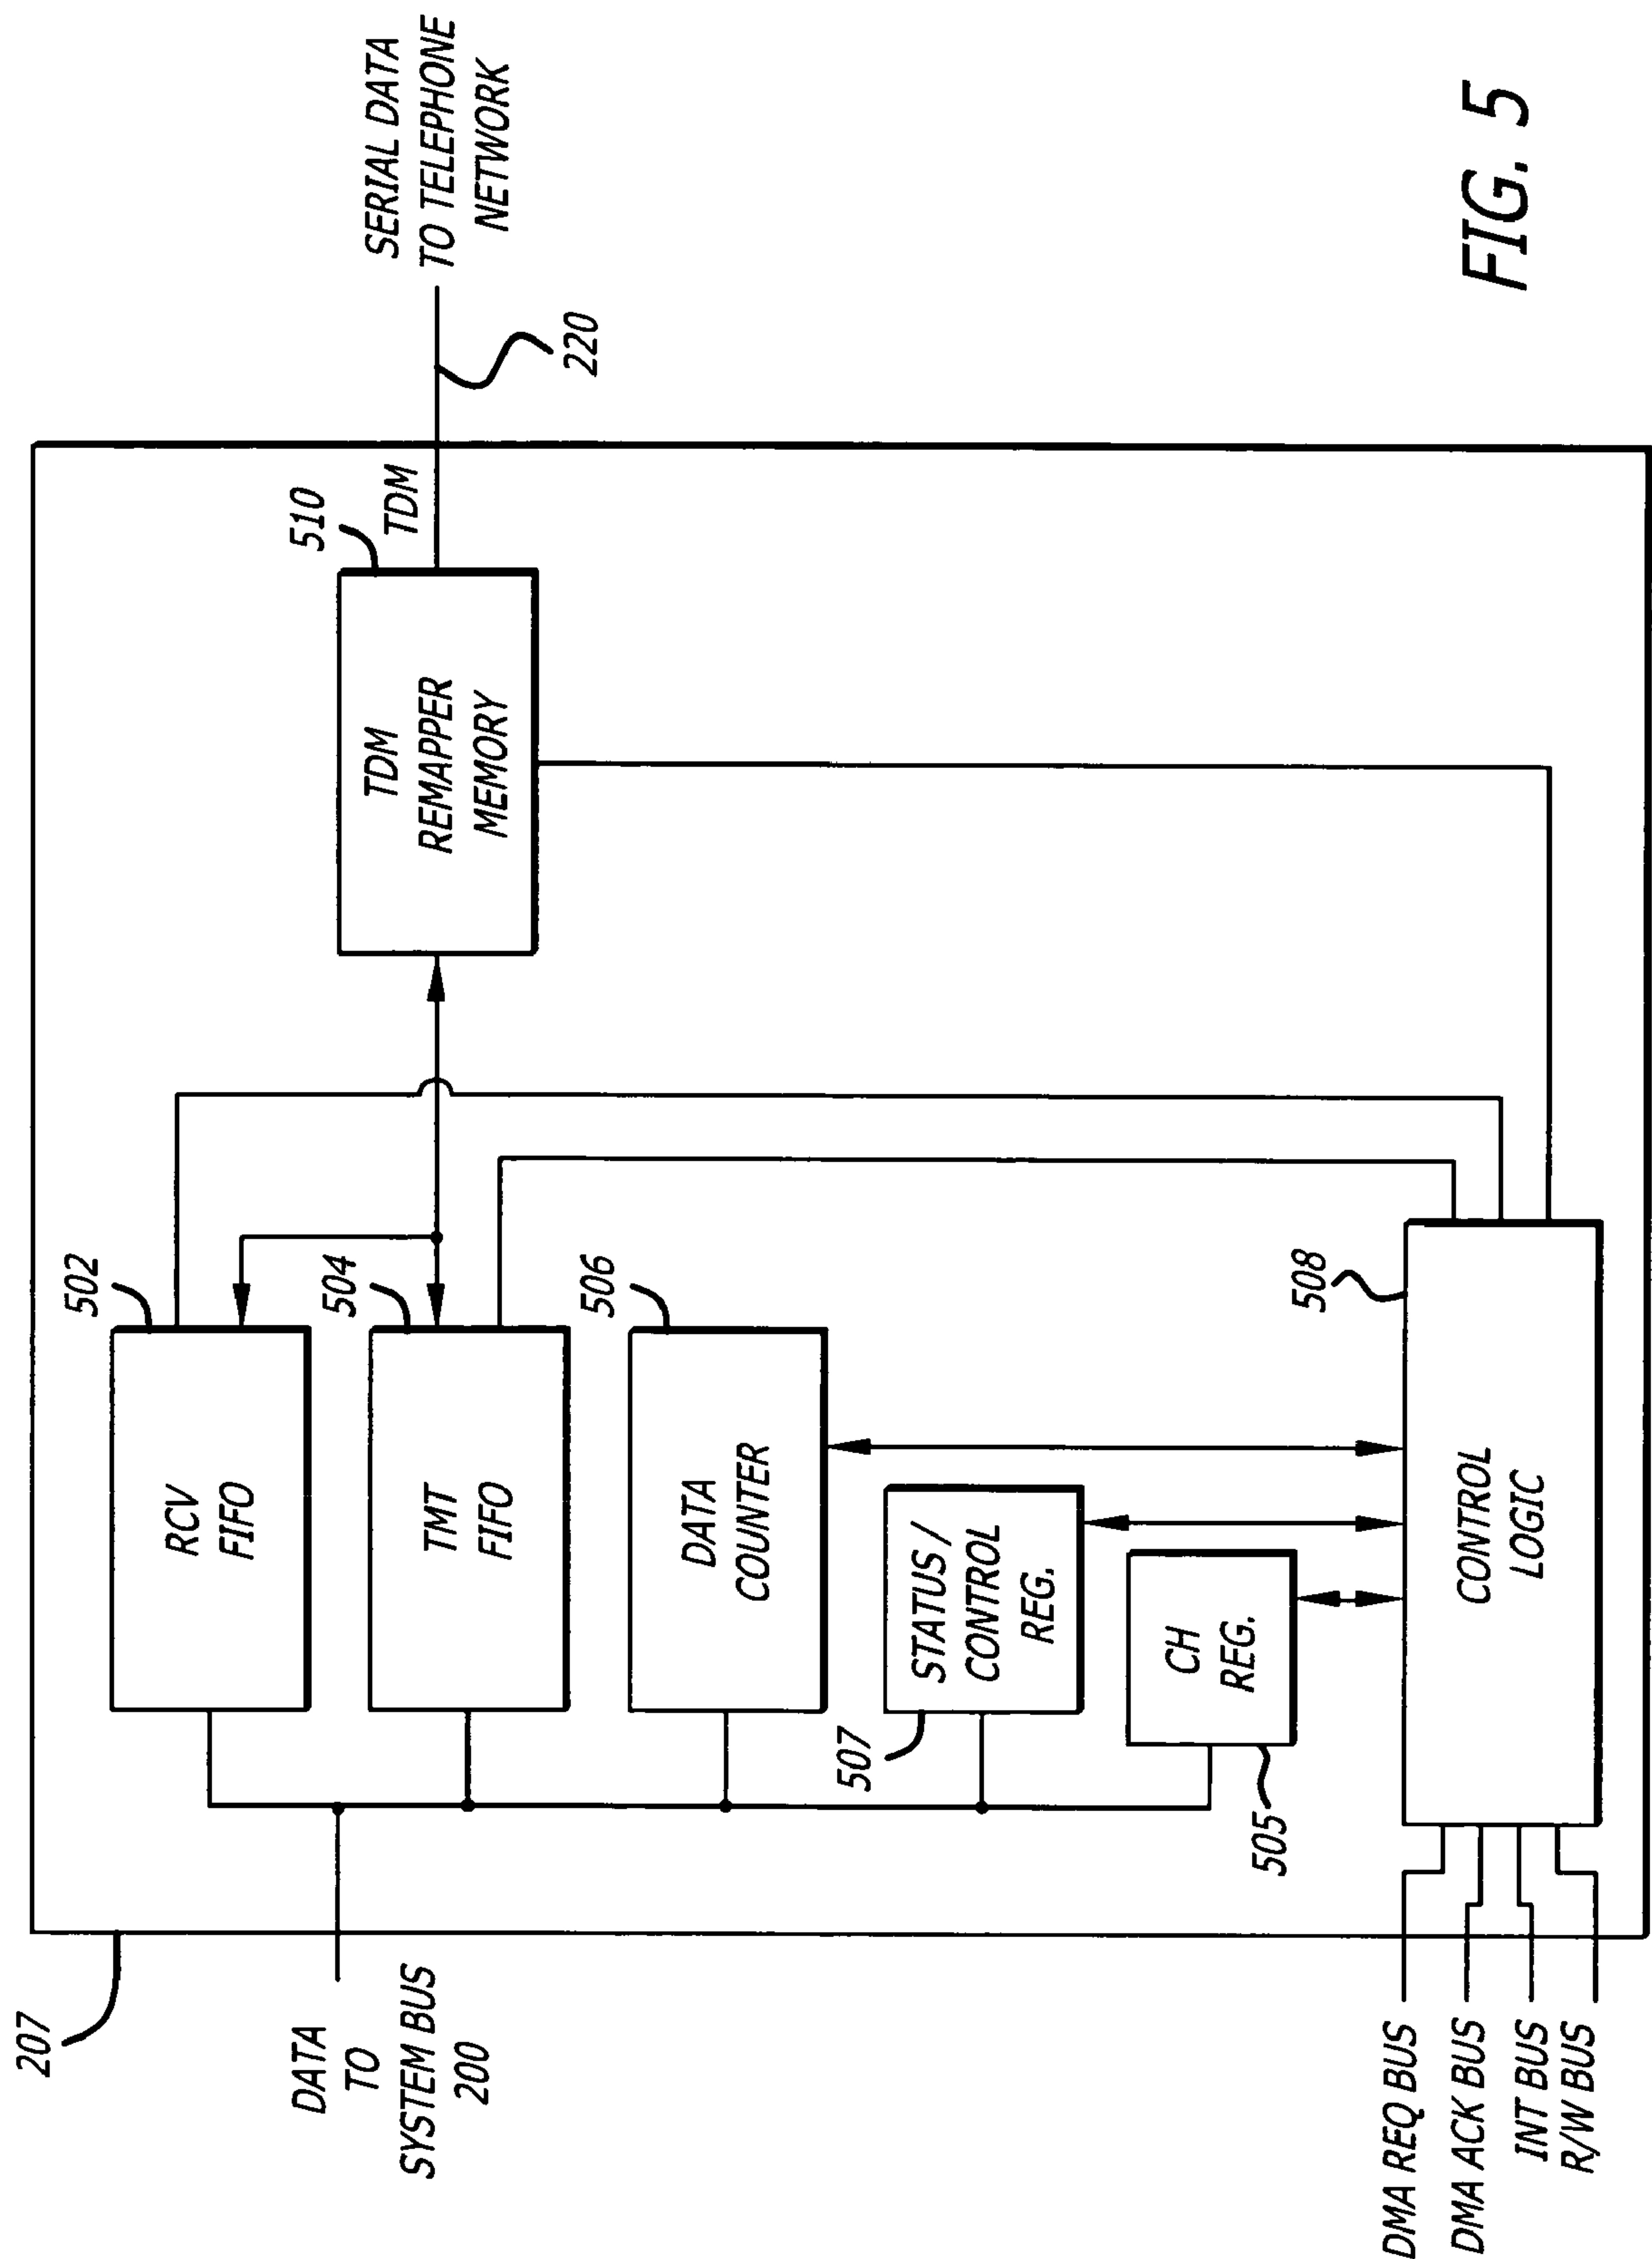 207
DATA
TO
SYSTEM BUS
200
502
RCV
FIFO
504
TMT
FIFO
506
DATA
COUNTER
507
STATUS /
CONTROL
REG.
505
CH
REG.
508
CONTROL
LOGIC
510
TDM
REMAPPER
MEMORY
TDM
220
SERIAL DATA
TO TELEPHONE
NETWORK
DMA REQ BUS
DMA ACK BUS
INT BUS
R/W BUS
FIG. 5